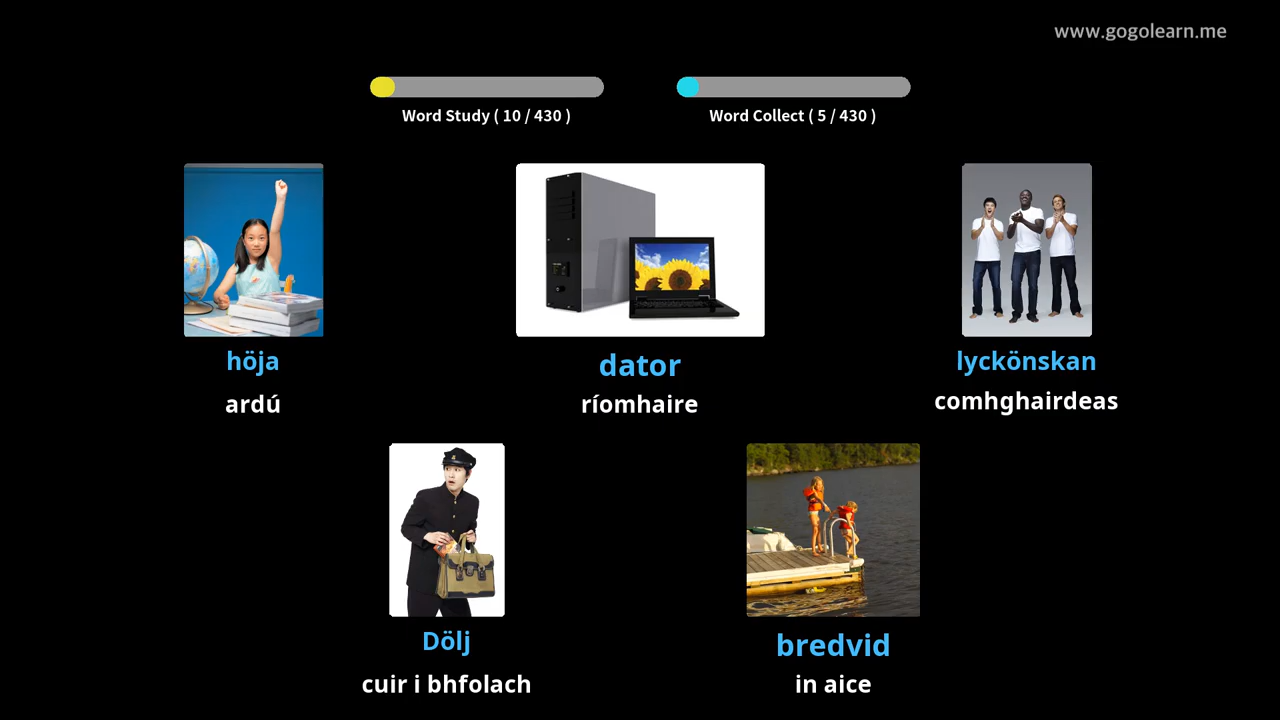 www.gogolearn.me
Word Study ( 10 / 430 )
Word Collect ( 5 / 430 )
höja
dator
lyckönskan
ardú
ríomhaire
comhghairdeas
Dölj
bredvid
cuir i bhfolach
in aice